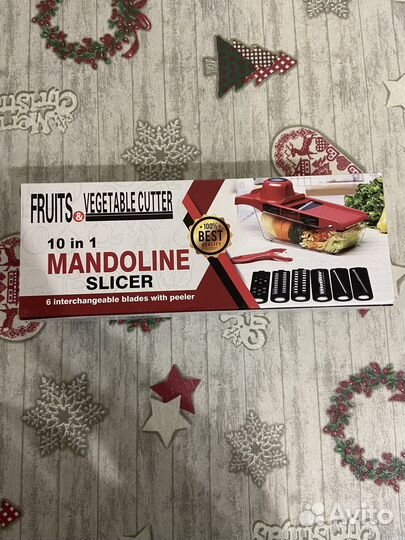 Christmas
Merry
FRUITS & VEGETABLE CUTTER
10 in 1
MANDOLINE
SLICER
6 interchangeable blades with peeler
100%
BEST
QUALITY
Christmas
Avito